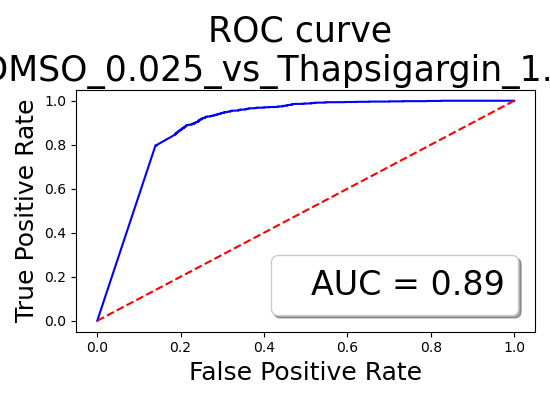 ROC curve
DMSO_0.025_vs_Thapsigargin_1.
True Positive Rate
1.0
0.8
0.6
0.4
0.2
0.0
AUC = 0.89
0.0 0.2 0.4 0.6 0.8 1.0
False Positive Rate